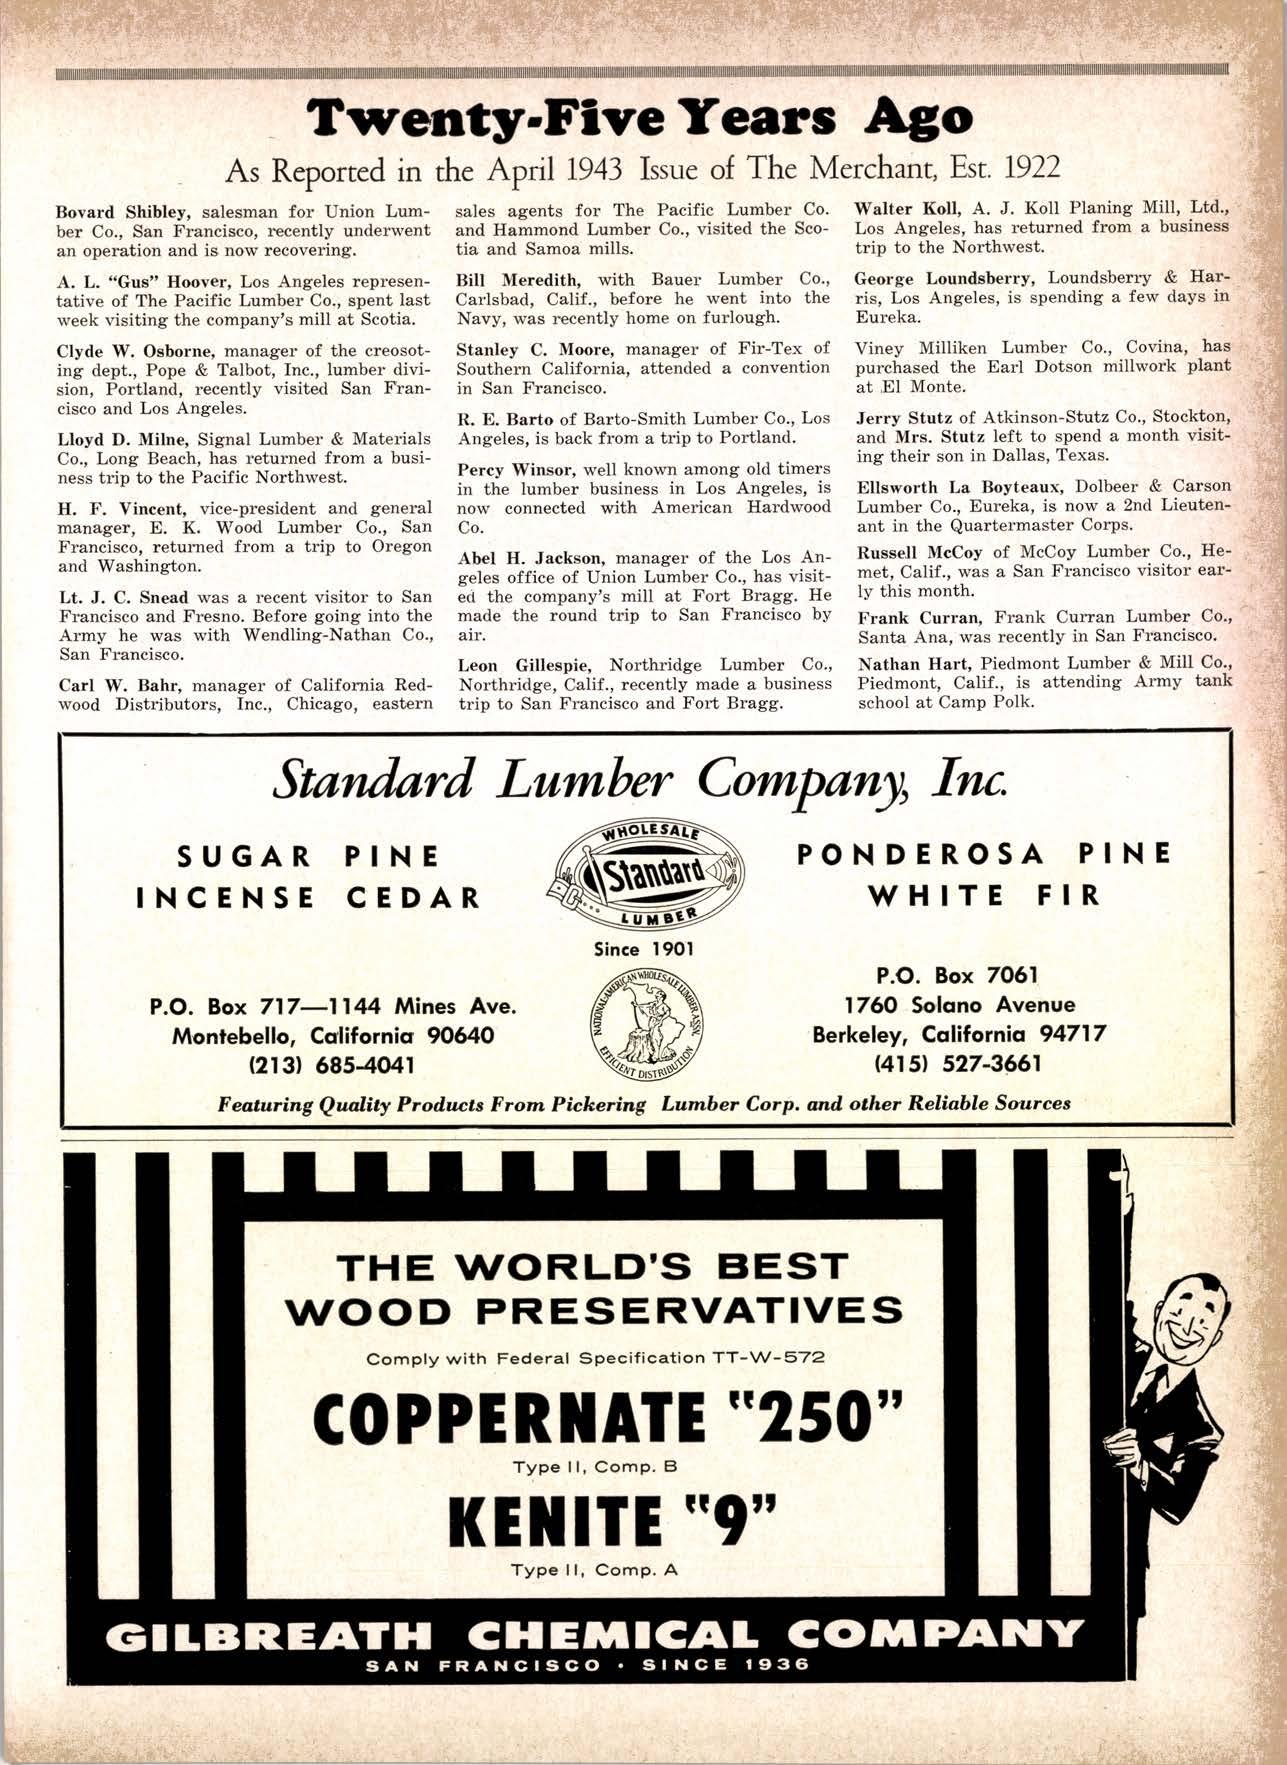 Twenty-Five Years Ago
As Reported in the April 1943 Issue of The Merchant, Est. 1922
Bovard Shibley, salesman for Union Lum-
ber Co., San Francisco, recently underwent
an operation and is now recovering.
A. L. "Gus" Hoover, Los Angeles represen-
tative of The Pacific Lumber Co., spent last
week visiting the company's mill at Scotia.
Clyde W. Osborne, manager of the creosot-
ing dept., Pope & Talbot, Inc., lumber divi-
sion, Portland, recently visited San Fran-
cisco and Los Angeles.
Lloyd D. Milne, Signal Lumber & Materials
Co., Long Beach, has returned from a busi-
ness trip to the Pacific Northwest.
H. F. Vincent, vice-president and general
manager, E. K. Wood Lumber Co., San
Francisco, returned from a trip to Oregon
and Washington.
Lt. J. C. Snead was a recent visitor to San
Francisco and Fresno. Before going into the
Army he was with Wendling-Nathan Co.,
San Francisco.
Carl W. Bahr, manager of California Red-
wood Distributors, Inc., Chicago, eastern
sales agents for The Pacific Lumber Co.
and Hammond Lumber Co., visited the Sco-
tia and Samoa mills.
Bill Meredith, with Bauer Lumber Co.,
Carlsbad, Calif., before he went into the
Navy, was recently home on furlough.
Stanley C. Moore, manager of Fir-Tex of
Southern California, attended a convention
in San Francisco.
R. E. Barto of Barto-Smith Lumber Co., Los
Angeles, is back from a trip to Portland.
Percy Winsor, well known among old timers
in the lumber business in Los Angeles, is
now connected with American Hardwood
Co.
Abel H. Jackson, manager of the Los An-
geles office of Union Lumber Co., has visit-
ed the company's mill at Fort Bragg. He
made the round trip to San Francisco by
air.
Leon Gillespie, Northridge Lumber Co.,
Northridge, Calif., recently made a business
trip to San Francisco and Fort Bragg.
Walter Koll, A. J. Koll Planing Mill, Ltd.,
Los Angeles, has returned from a business
trip to the Northwest.
George Loundsberry, Loundsberry & Har-
ris, Los Angeles, is spending a few days in
Eureka.
Viney Milliken Lumber Co., Covina, has
purchased the Earl Dotson millwork plant
at El Monte.
Jerry Stutz of Atkinson-Stutz Co., Stockton,
and Mrs. Stutz left to spend a month visit-
ing their son in Dallas, Texas.
Ellsworth La Boyteaux, Dolbeer & Carson
Lumber Co., Eureka, is now a 2nd Lieuten-
ant in the Quartermaster Corps.
Russell McCoy of McCoy Lumber Co., He-
met, Calif., was a San Francisco visitor ear-
ly this month.
Frank Curran, Frank Curran Lumber Co.,
Santa Ana, was recently in San Francisco.
Nathan Hart, Piedmont Lumber & Mill Co.,
Piedmont, Calif., is attending Army tank
school at Camp Polk.
Standard Lumber Company, Inc.
SUGAR PINE
INCENSE CEDAR
WHOLESALE
Standard
LUMBER
Since 1901
NATIONAL-AMERICAN WHOLESALE LUMBER ASSN.
EFFICIENT DISTRIBUTION
PONDEROSA PINE
WHITE FIR
P.O. Box 717—1144 Mines Ave.
Montebello, California 90640
(213) 685-4041
P.O. Box 7061
1760 Solano Avenue
Berkeley, California 94717
(415) 527-3661
Featuring Quality Products From Pickering Lumber Corp. and other Reliable Sources
THE WORLD'S BEST
WOOD PRESERVATIVES
Comply with Federal Specification TT-W-572
COPPERNATE "250"
Type II, Comp. B
KENITE "9"
Type II, Comp. A
GILBREATH CHEMICAL COMPANY
SAN FRANCISCO • SINCE 1936